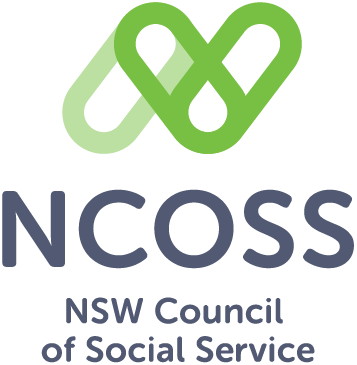 NCOSS
NSW Council
of Social Service